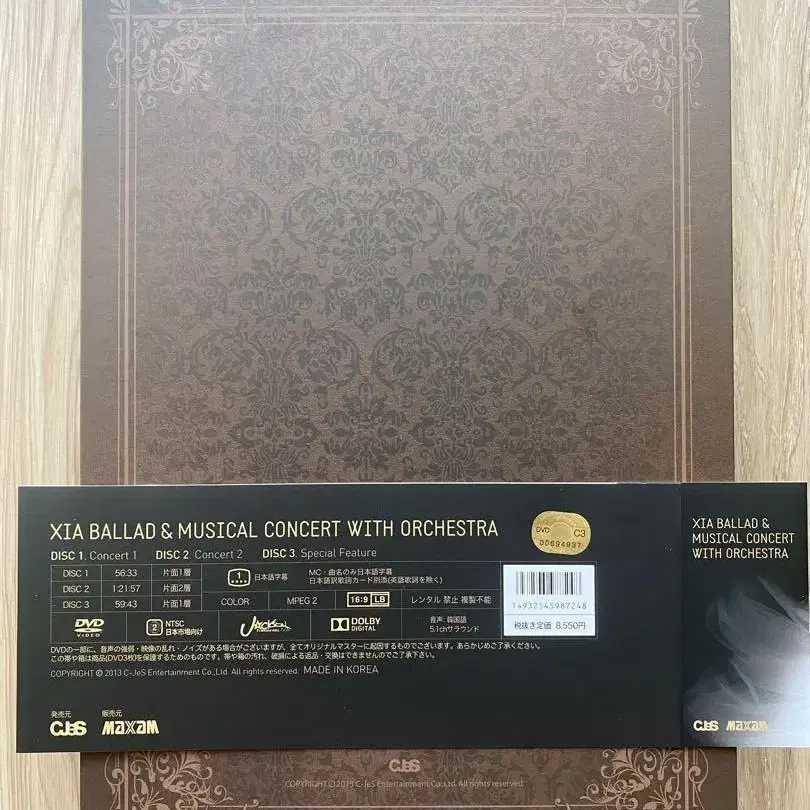 XIA BALLAD & MUSICAL CONCERT WITH ORCHESTRA
DISC 1. Concert 1 DISC 2. Concert 2 DISC 3. Special Feature
DVD C3
00694937
DISC 1 56:33 片面1層
DISC 2 1:21:57 片面2層
DISC 3 59:43 片面1層
1 日本語字幕
MC・曲名のみ日本語字幕
日本語訳歌詞カード別添(英語歌詞を除く)
COLOR MPEG 2 16:9 LB レンタル禁止 複製不能
DVD VIDEO
2 NTSC 日本市場向け
DOLBY DIGITAL
音声: 韓国語
5.1chサラウンド
4932545987248
税抜き定価 8,550円
DVDの一部に、音声の強弱・映像の乱れ・ノイズがある場合がございますが、全てオリジナルマスターに起因するものでございます。あらかじめご了承ください。
この帯や箱は商品(DVD3枚)を保護するためのものです。帯や箱の汚れ、破損による返品・交換はできませんのでご了承下さい。
COPYRIGHT © 2013 C-JeS Entertainment Co.,Ltd. All rights reserved. MADE IN KOREA
発売元 販売元
CJeS MAXAM
XIA BALLAD &
MUSICAL CONCERT
WITH ORCHESTRA
CJeS MAXAM
CJeS
COPYRIGHT © 2013 C-JeS Entertainment Co.,Ltd. All rights reserved.